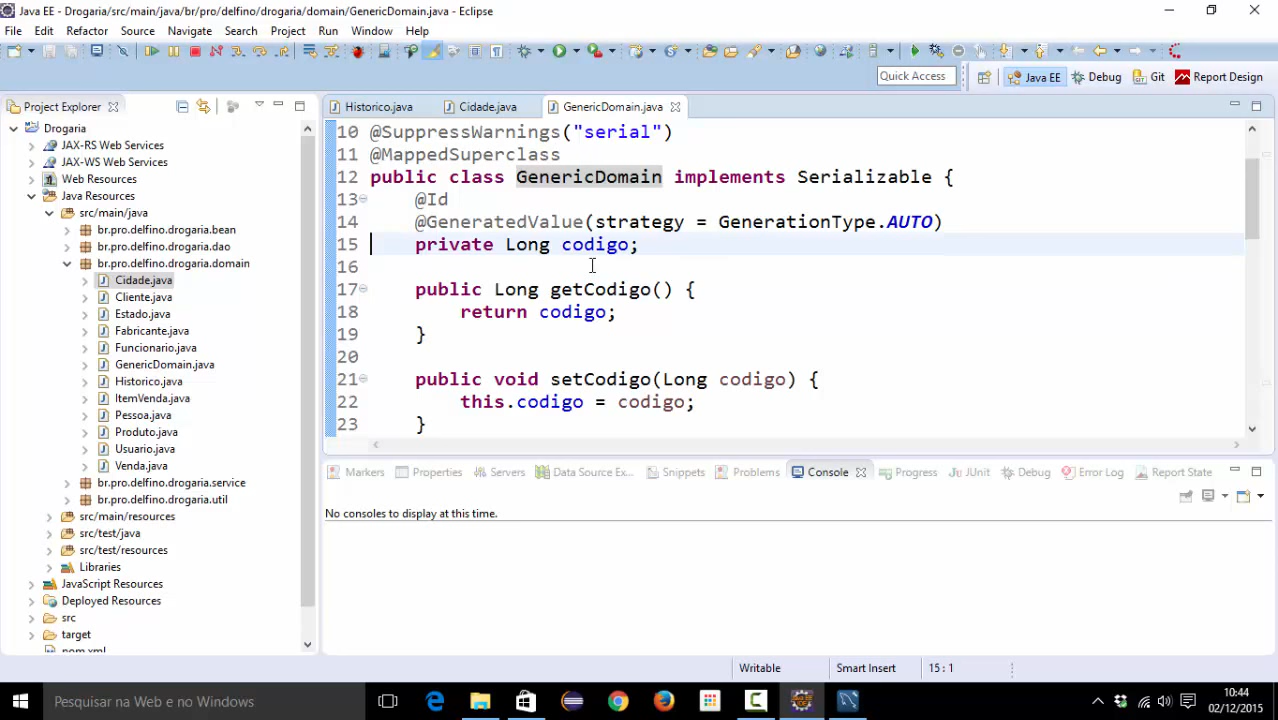 Java EE - Drogaria/src/main/java/br/pro/delfino/drogaria/domain/GenericDomain.java - Eclipse
File Edit Refactor Source Navigate Search Project Run Window Help
Quick Access Java EE Debug Git Report Design
Project Explorer
Drogaria
JAX-RS Web Services
JAX-WS Web Services
Web Resources
Java Resources
src/main/java
br.pro.delfino.drogaria.bean
br.pro.delfino.drogaria.dao
br.pro.delfino.drogaria.domain
Cidade.java
Cliente.java
Estado.java
Fabricante.java
Funcionario.java
GenericDomain.java
Historico.java
ItemVenda.java
Pessoa.java
Produto.java
Usuario.java
Venda.java
br.pro.delfino.drogaria.service
br.pro.delfino.drogaria.util
src/main/resources
src/test/java
src/test/resources
Libraries
JavaScript Resources
Deployed Resources
src
target
pom.xml
Historico.java Cidade.java GenericDomain.java
10 @SuppressWarnings("serial")
11 @MappedSuperclass
12 public class GenericDomain implements Serializable {
13 @Id
14 @GeneratedValue(strategy = GenerationType.AUTO)
15 private Long codigo;
16
17 public Long getCodigo() {
18 return codigo;
19 }
20
21 public void setCodigo(Long codigo) {
22 this.codigo = codigo;
23 }
Markers Properties Servers Data Source Ex... Snippets Problems Console Progress JUnit Debug Error Log Report State
No consoles to display at this time.
Writable Smart Insert 15 : 1
Pesquisar na Web e no Windows
10:44
02/12/2015